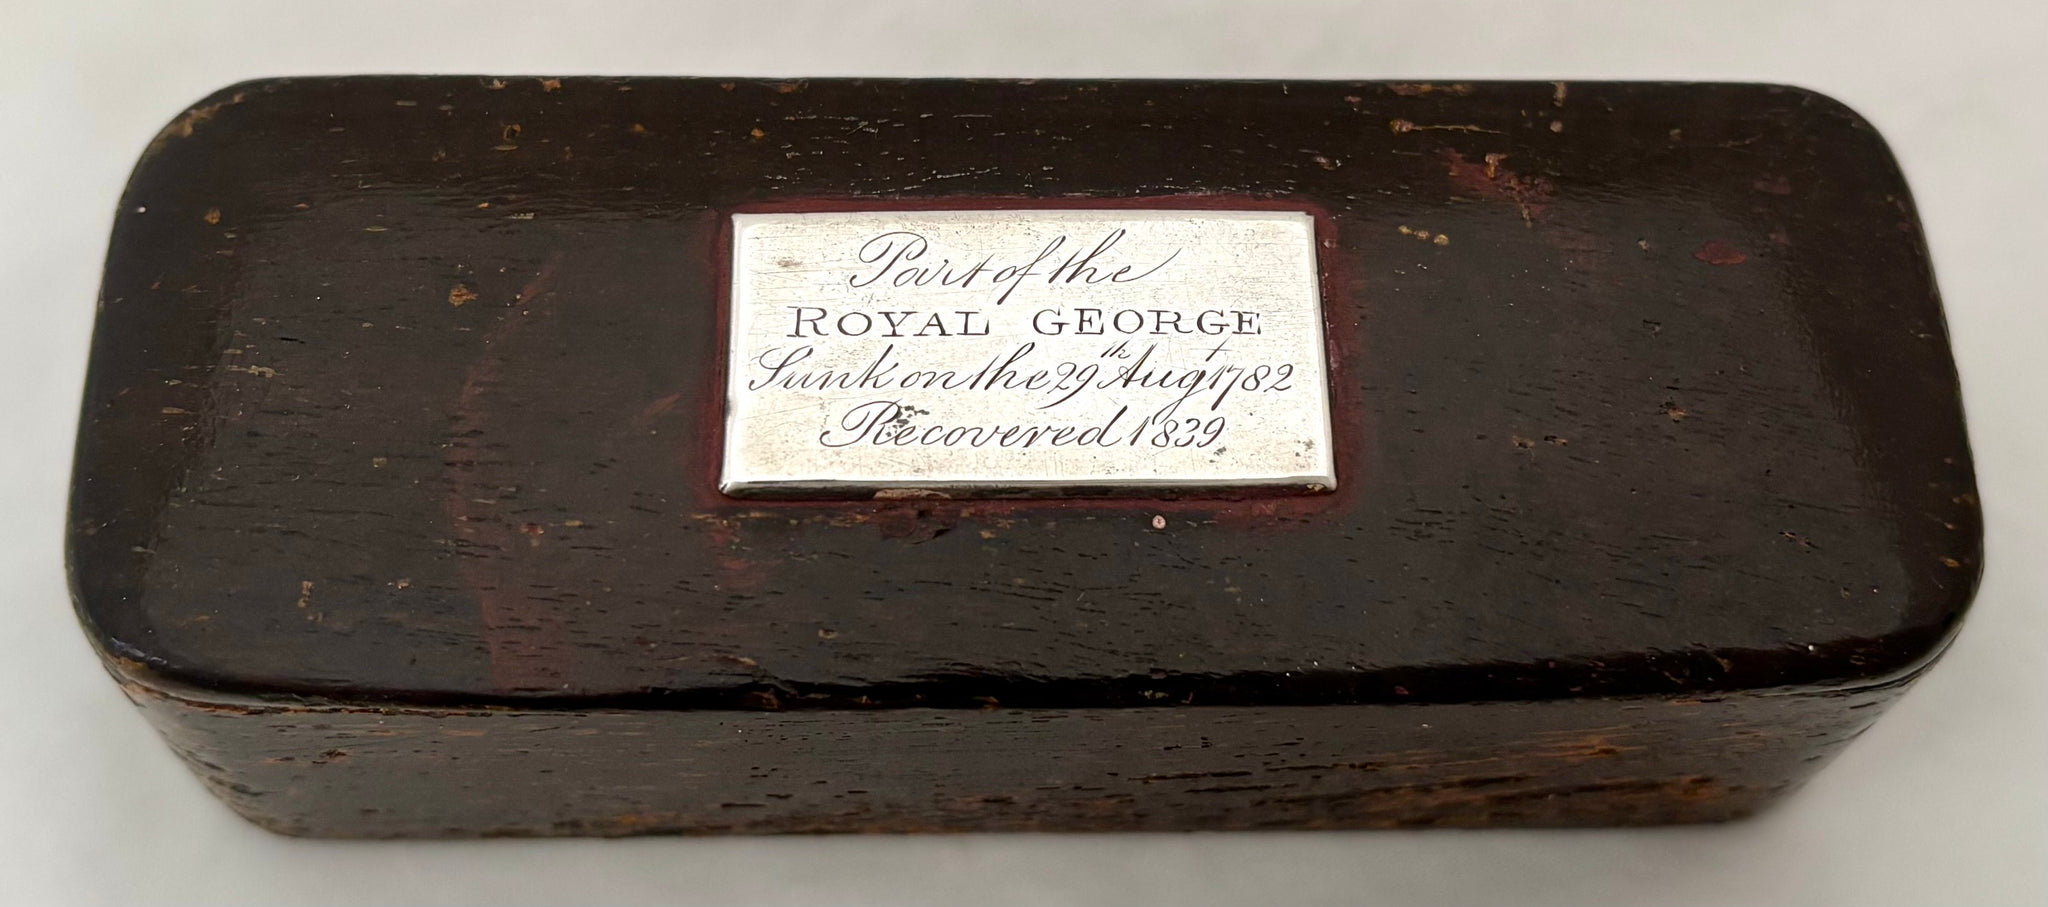 Part of the
ROYAL GEORGE
Sunk on the 29th Augt 1782
Recovered 1839